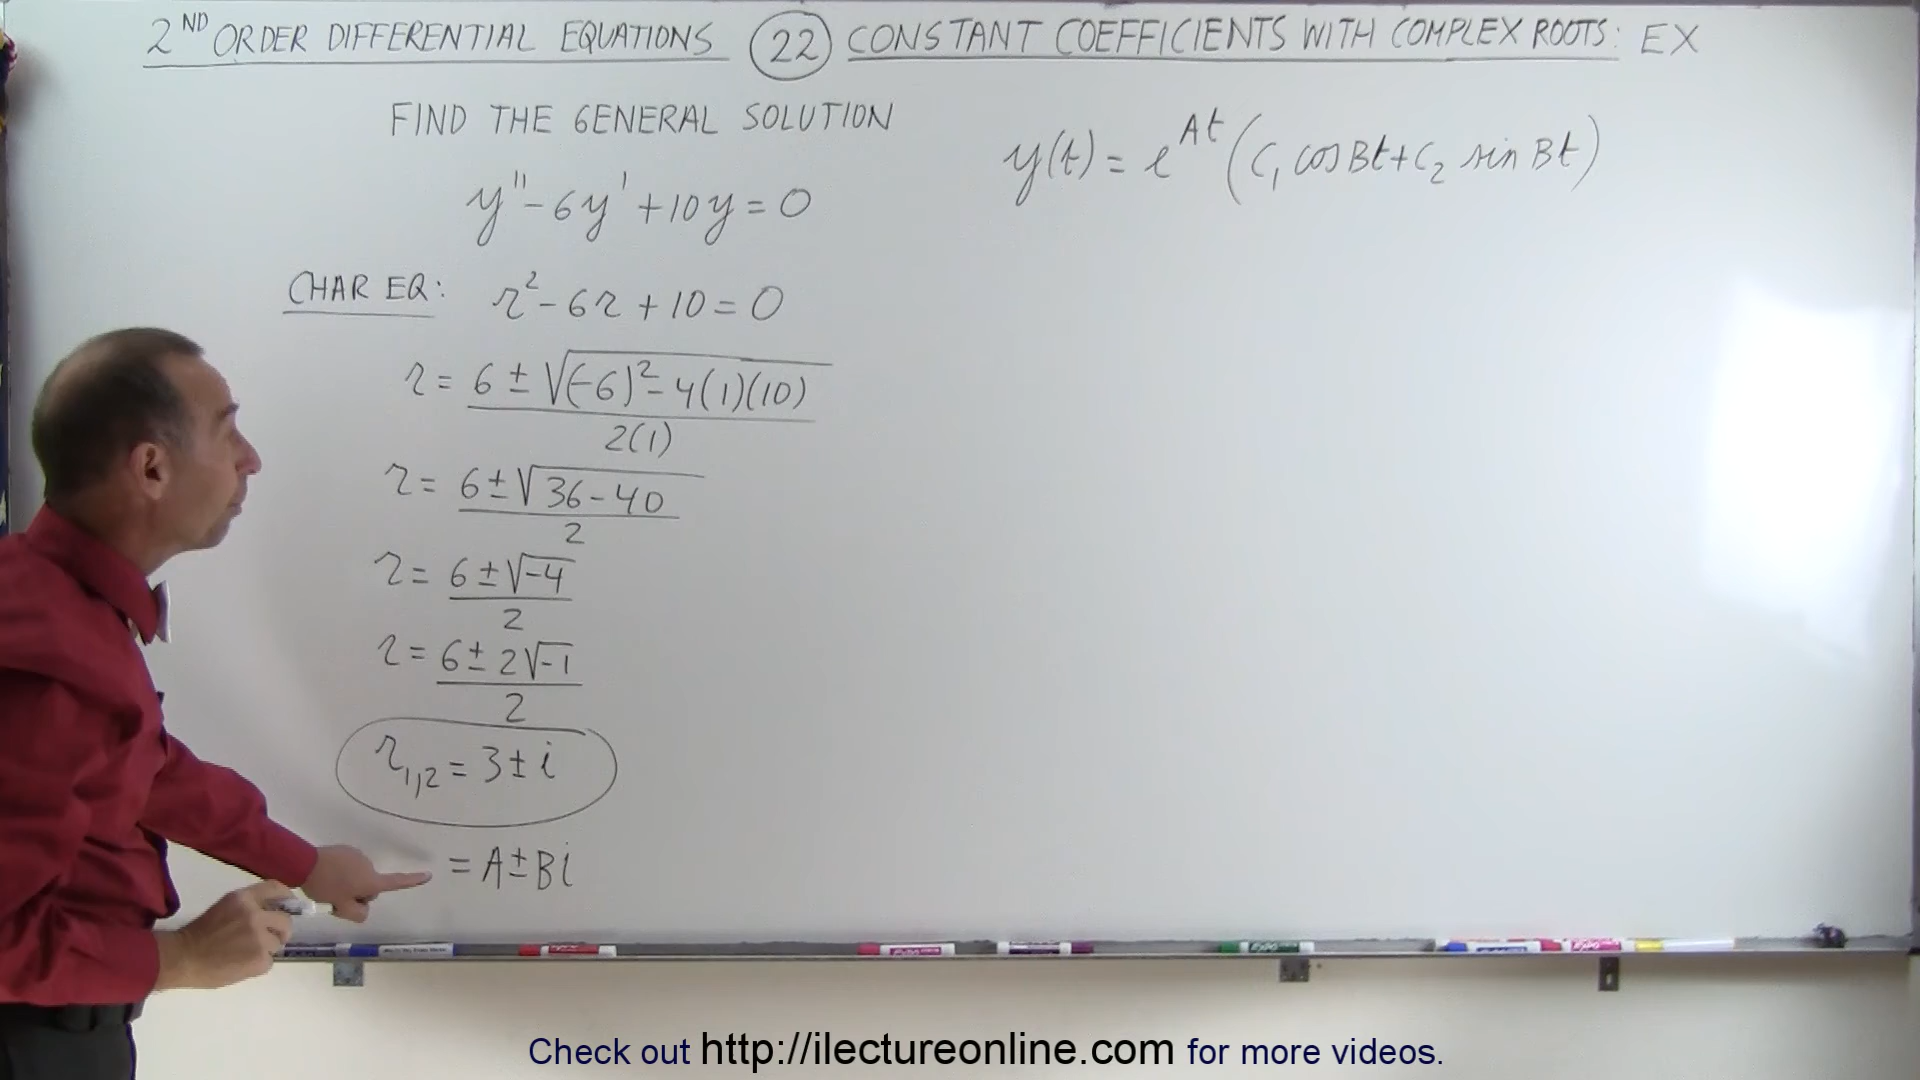 2ND ORDER DIFFERENTIAL EQUATIONS (22) CONSTANT COEFFICIENTS WITH COMPLEX ROOTS: EX
FIND THE GENERAL SOLUTION
y'' - 6y' + 10y = 0
CHAR EQ: r² - 6r + 10 = 0
r = (6 ± √((-6)² - 4(1)(10))) / 2(1)
r = (6 ± √(36 - 40)) / 2
r = (6 ± √-4) / 2
r = (6 ± 2√-1) / 2
r₁,₂ = 3 ± i
= A ± Bi
y(t) = e^(At) (C₁ cos Bt + C₂ sin Bt)
Check out http://ilectureonline.com for more videos.